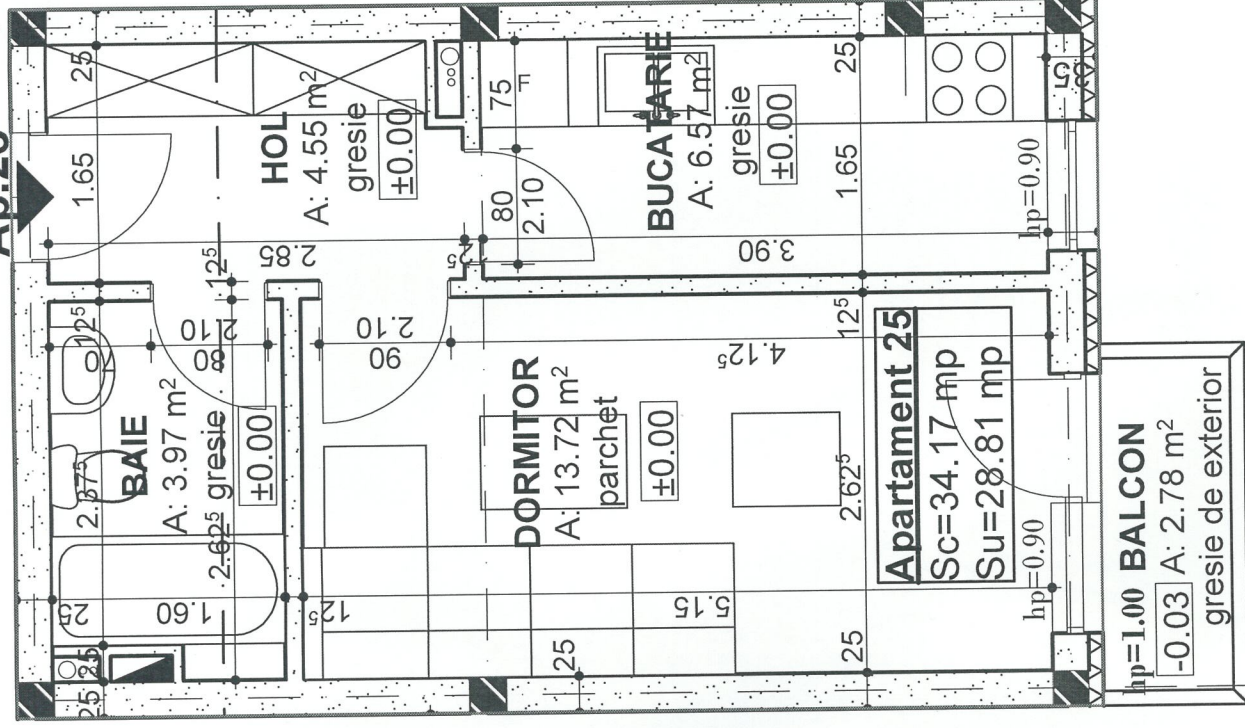 HOL
A: 4.55 m²
gresie
±0.00
BUCATARIE
A: 6.57 m²
gresie
±0.00
BAIE
A: 3.97 m²
gresie
±0.00
DORMITOR
A: 13.72 m²
parchet
±0.00
Apartament 25
Sc=34.17 mp
Su=28.81 mp
hp=1.00 BALCON
-0.03 A: 2.78 m²
gresie de exterior
hp=0.90
hp=0.90
25
1.65
12⁵
2.37⁵
25
25
75
80
2.10
25
1.65
12⁵
2.62⁵
25
2.85
3.90
12⁵
2.62⁵
70
80
2.10
90
2.10
4.12⁵
25
1.60
12⁵
5.15
25